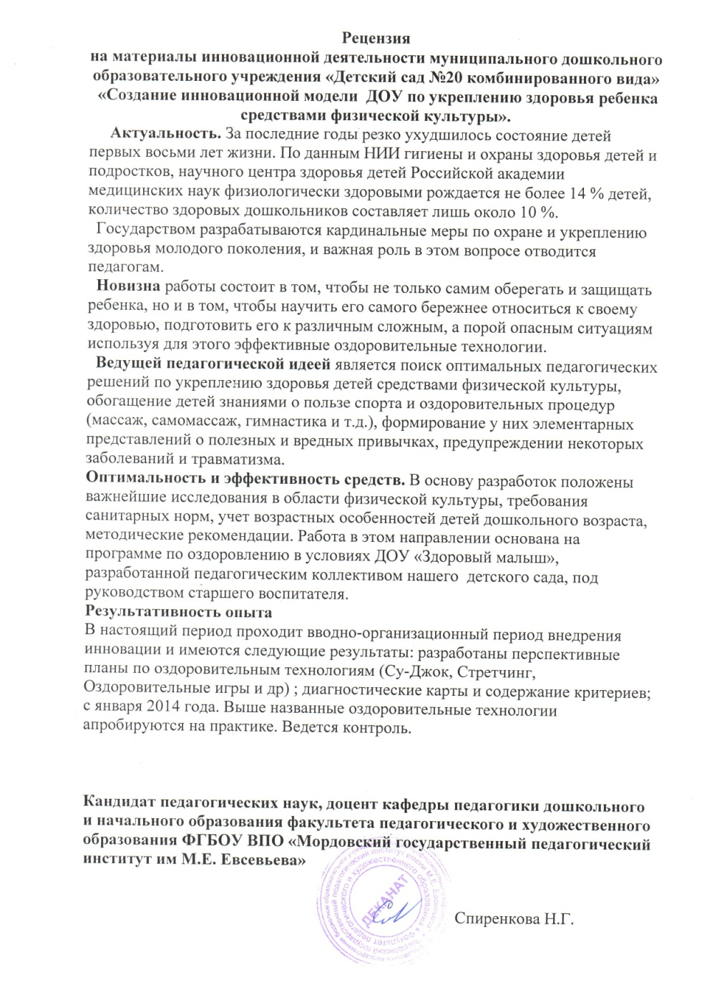 Рецензия
на материалы инновационной деятельности муниципального дошкольного
образовательного учреждения «Детский сад №20 комбинированного вида»
«Создание инновационной модели ДОУ по укреплению здоровья ребенка
средствами физической культуры».
Актуальность. За последние годы резко ухудшилось состояние детей
первых восьми лет жизни. По данным НИИ гигиены и охраны здоровья детей и
подростков, научного центра здоровья детей Российской академии
медицинских наук физиологически здоровыми рождается не более 14 % детей,
количество здоровых дошкольников составляет лишь около 10 %.
Государством разрабатываются кардинальные меры по охране и укреплению
здоровья молодого поколения, и важная роль в этом вопросе отводится
педагогам.
Новизна работы состоит в том, чтобы не только самим оберегать и защищать
ребенка, но и в том, чтобы научить его самого бережнее относиться к своему
здоровью, подготовить его к различным сложным, а порой опасным ситуациям
используя для этого эффективные оздоровительные технологии.
Ведущей педагогической идеей является поиск оптимальных педагогических
решений по укреплению здоровья детей средствами физической культуры,
обогащение детей знаниями о пользе спорта и оздоровительных процедур
(массаж, самомассаж, гимнастика и т.д.), формирование у них элементарных
представлений о полезных и вредных привычках, предупреждении некоторых
заболеваний и травматизма.
Оптимальность и эффективность средств. В основу разработок положены
важнейшие исследования в области физической культуры, требования
санитарных норм, учет возрастных особенностей детей дошкольного возраста,
методические рекомендации. Работа в этом направлении основана на
программе по оздоровлению в условиях ДОУ «Здоровый малыш»,
разработанной педагогическим коллективом нашего детского сада, под
руководством старшего воспитателя.
Результативность опыта
В настоящий период проходит вводно-организационный период внедрения
инновации и имеются следующие результаты: разработаны перспективные
планы по оздоровительным технологиям (Су-Джок, Стретчинг,
Оздоровительные игры и др) ; диагностические карты и содержание критериев;
с января 2014 года. Выше названные оздоровительные технологии
апробируются на практике. Ведется контроль.
Кандидат педагогических наук, доцент кафедры педагогики дошкольного
и начального образования факультета педагогического и художественного
образования ФГБОУ ВПО «Мордовский государственный педагогический
институт им М.Е. Евсевьева»
ДЕКАНАТ
Спиренкова Н.Г.